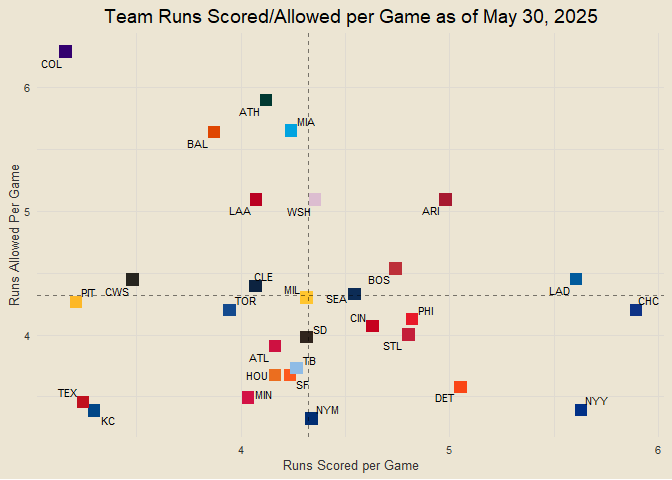 Team Runs Scored/Allowed per Game as of May 30, 2025
COL
6
ATH
MIA
BAL
Runs Allowed Per Game
5
LAA
WSH
ARI
BOS
CLE
CWS
PIT
MIL
SEA
LAD
CHC
TOR
CIN
PHI
SD
4
STL
ATL
TB
HOU
SF
DET
TEX
MIN
KC
NYM
NYY
4
5
6
Runs Scored per Game